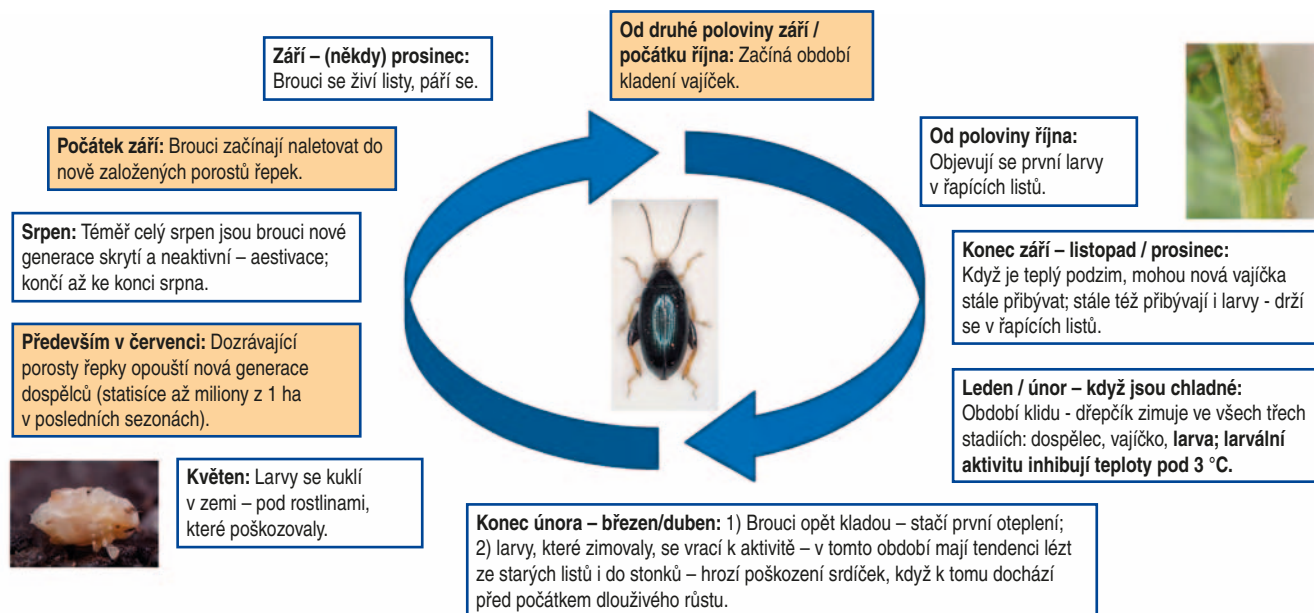 Září – (někdy) prosinec:
Brouci se živí listy, páří se.
Od druhé poloviny září /
počátku října: Začíná období
kladení vajíček.
Od poloviny října:
Objevují se první larvy
v řapících listů.
Konec září – listopad / prosinec:
Když je teplý podzim, mohou nová vajíčka
stále přibývat; stále též přibývají i larvy - drží
se v řapících listů.
Leden / únor – když jsou chladné:
Období klidu - dřepčík zimuje ve všech třech
stadiích: dospělec, vajíčko, larva; larvální
aktivitu inhibují teploty pod 3 °C.
Konec února – březen/duben: 1) Brouci opět kladou – stačí první oteplení;
2) larvy, které zimovaly, se vrací k aktivitě – v tomto období mají tendenci lézt
ze starých listů i do stonků – hrozí poškození srdíček, když k tomu dochází
před počátkem dlouživého růstu.
Květen: Larvy se kuklí
v zemi – pod rostlinami,
které poškozovaly.
Především v červenci: Dozrávající
porosty řepky opouští nová generace
dospělců (statisíce až miliony z 1 ha
v posledních sezonách).
Srpen: Téměř celý srpen jsou brouci nové
generace skrytí a neaktivní – aestivace;
končí až ke konci srpna.
Počátek září: Brouci začínají naletovat do
nově založených porostů řepek.